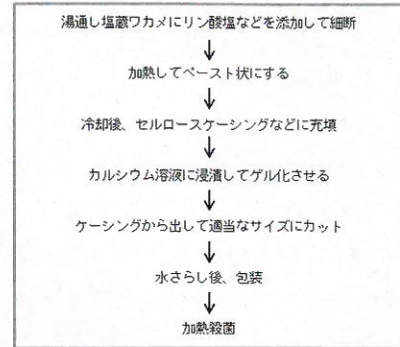 湯通し塩蔵ワカメにリン酸塩などを添加して細断
加熱してペースト状にする
冷却後、セルロースケーシングなどに充填
カルシウム溶液に浸漬してゲル化させる
ケーシングから出して適当なサイズにカット
水さらし後、包装
加熱殺菌